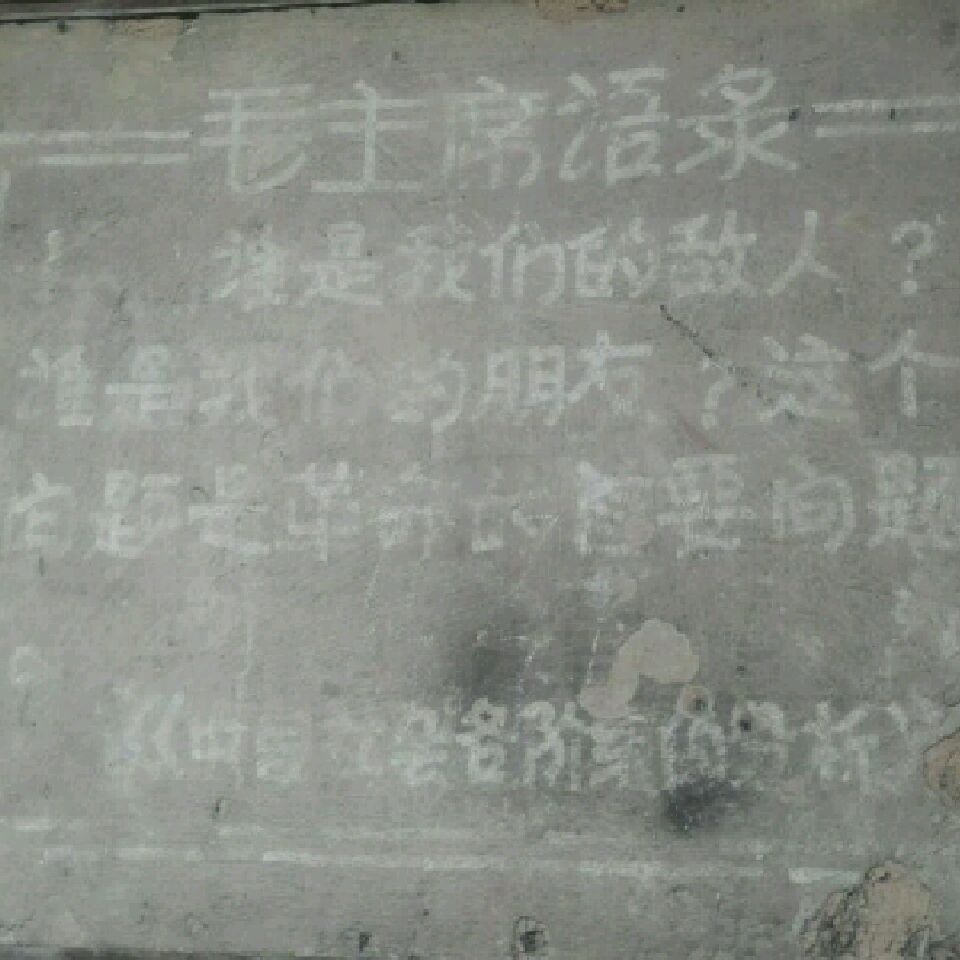 毛主席语录
谁是我们的敌人？
谁是我们的朋友？这个
问题是革命的首要问题
。
《中国社会各阶级的分析》